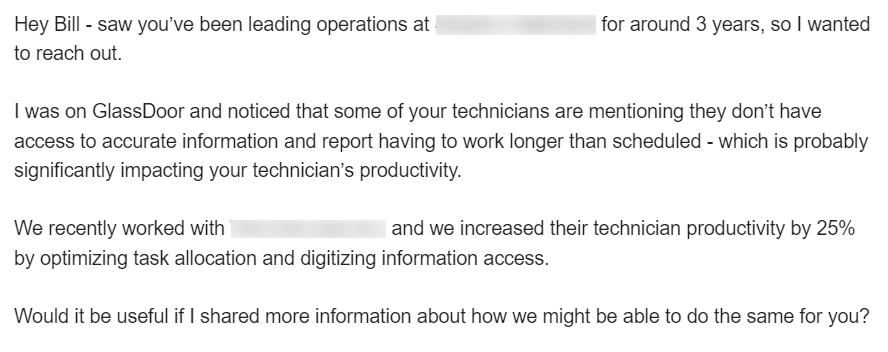 Hey Bill - saw you've been leading operations at for around 3 years, so I wanted
to reach out.
I was on GlassDoor and noticed that some of your technicians are mentioning they don't have
access to accurate information and report having to work longer than scheduled - which is probably
significantly impacting your technician's productivity.
We recently worked with and we increased their technician productivity by 25%
by optimizing task allocation and digitizing information access.
Would it be useful if I shared more information about how we might be able to do the same for you?